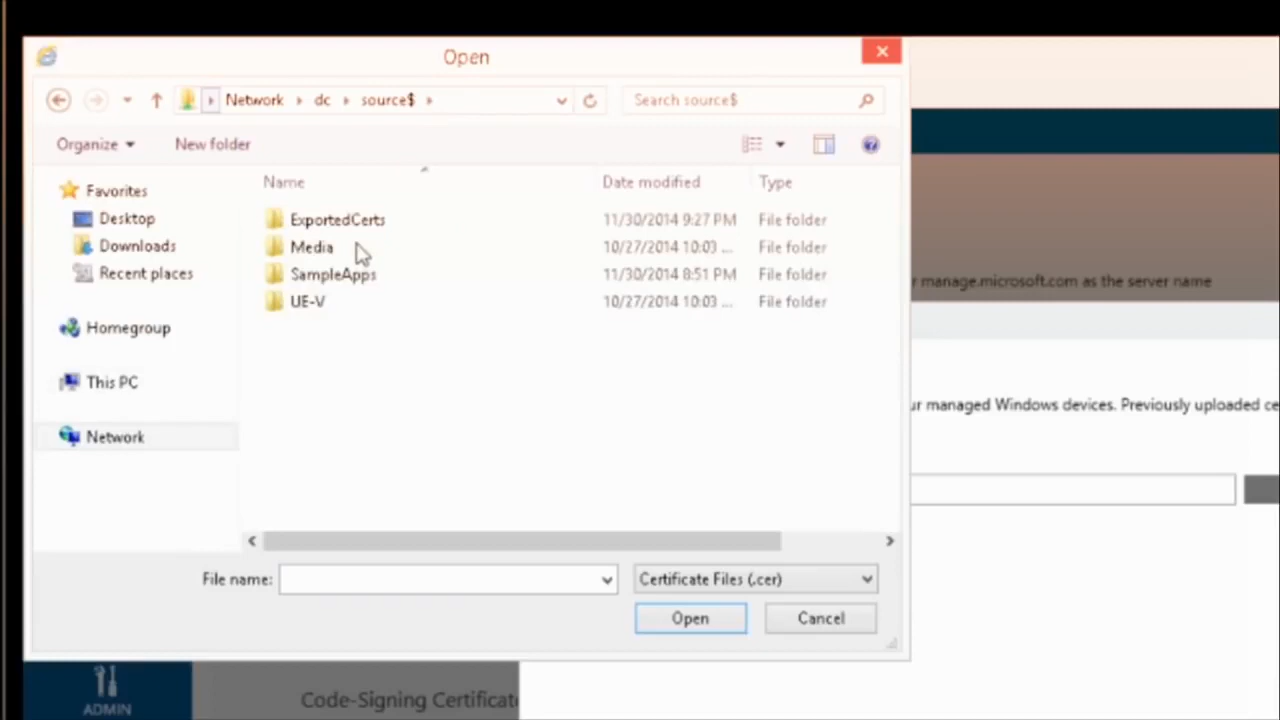 Open
Network dc source$
Search source$
Organize New folder
Name Date modified Type
Favorites
Desktop
Downloads
Recent places
Homegroup
This PC
Network
ExportedCerts 11/30/2014 9:27 PM File folder
Media 10/27/2014 10:03 ... File folder
SampleApps 11/30/2014 8:51 PM File folder
UE-V 10/27/2014 10:03 ... File folder
File name: Certificate Files (.cer)
Open Cancel
manage.microsoft.com as the server name
managed Windows devices. Previously uploaded
ADMIN
Code-Signing